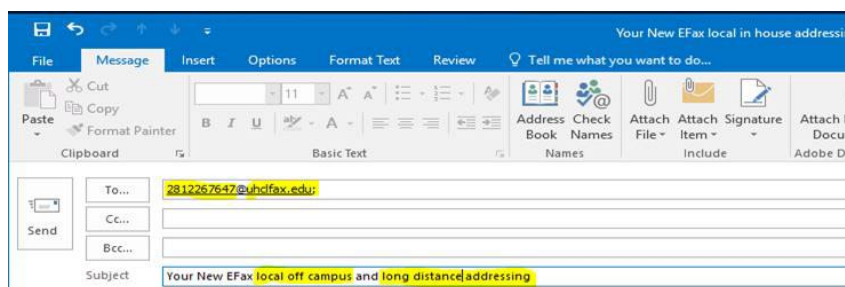 Your New EFax local in house addressi
File Message Insert Options Format Text Review Tell me what you want to do...
Paste
Cut
Copy
Format Painter
Clipboard
11 A A
B I U A
Basic Text
Address Book
Check Names
Names
Attach File
Attach Item
Signature
Include
Attach
Docu
Adobe D
Send
To... 2812267647@uhclfax.edu;
Cc...
Bcc...
Subject Your New EFax local off campus and long distance addressing